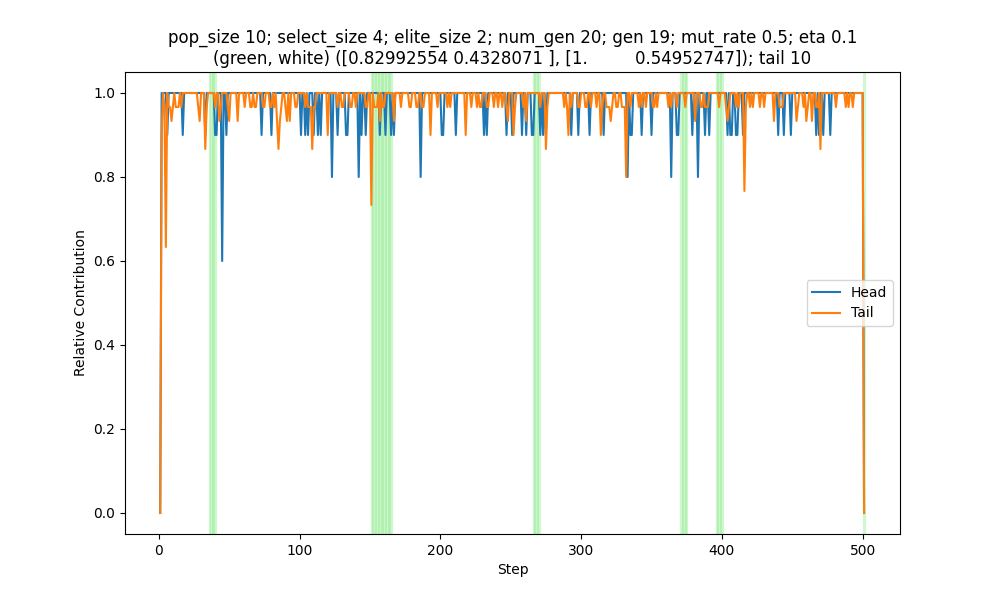 pop_size 10; select_size 4; elite_size 2; num_gen 20; gen 19; mut_rate 0.5; eta 0.1
(green, white) ([0.82992554 0.4328071 ], [1.         0.54952747]); tail 10
1.0
0.8
0.6
0.4
0.2
0.0
Relative Contribution
Head
Tail
0
100
200
300
400
500
Step